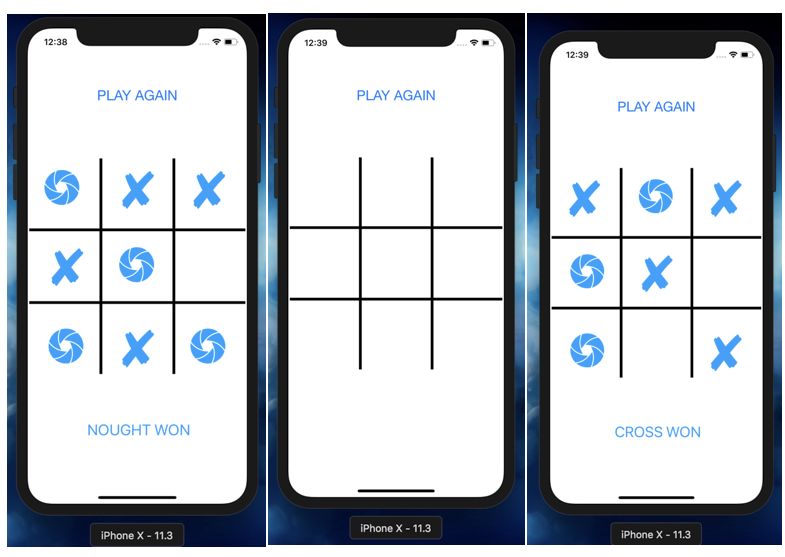 12:38
PLAY AGAIN
NOUGHT WON
iPhone X - 11.3
12:39
PLAY AGAIN
iPhone X - 11.3
12:39
PLAY AGAIN
CROSS WON
iPhone X - 11.3